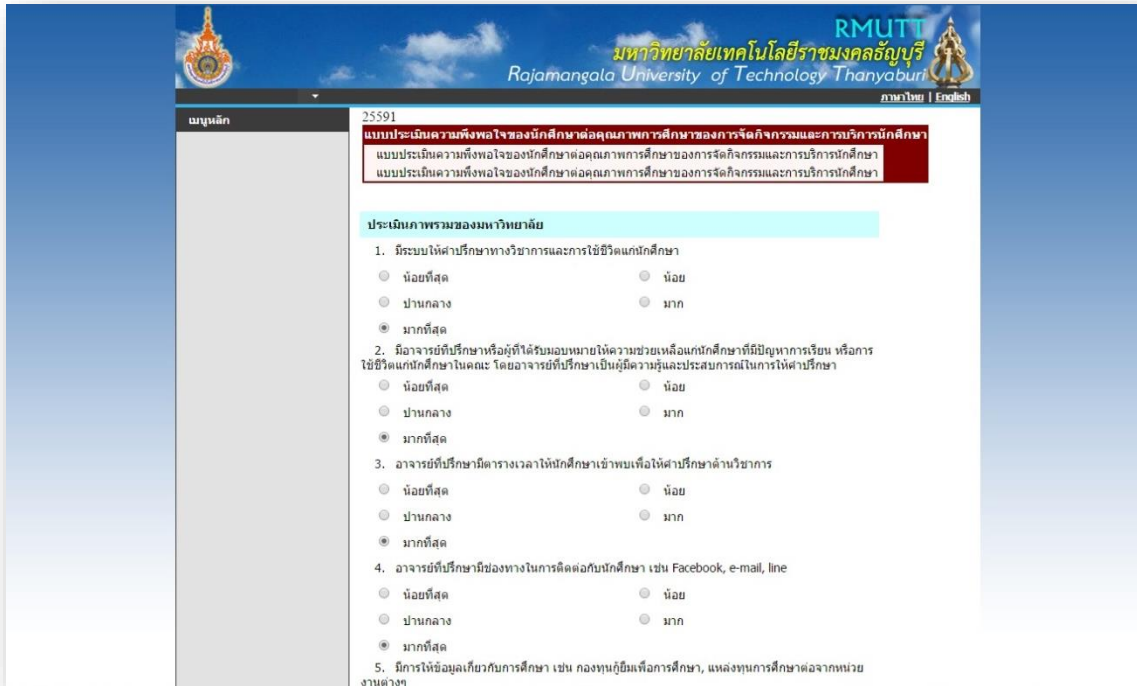 RMUTT
มหาวิทยาลัยเทคโนโลยีราชมงคลธัญบุรี
Rajamangala University of Technology Thanyaburi
ภาษาไทย | English
เมนูหลัก
25591
แบบประเมินความพึงพอใจของนักศึกษาต่อคุณภาพการศึกษาของการจัดกิจกรรมและการบริการนักศึกษา
แบบประเมินความพึงพอใจของนักศึกษาต่อคุณภาพการศึกษาของการจัดกิจกรรมและการบริการนักศึกษา
แบบประเมินความพึงพอใจของนักศึกษาต่อคุณภาพการศึกษาของการจัดกิจกรรมและการบริการนักศึกษา
ประเมินภาพรวมของมหาวิทยาลัย
1. มีระบบให้คำปรึกษาทางวิชาการและการใช้ชีวิตแก่นักศึกษา
น้อยที่สุด น้อย
ปานกลาง มาก
มากที่สุด
2. มีอาจารย์ที่ปรึกษาหรือผู้ที่ได้รับมอบหมายให้ความช่วยเหลือแก่นักศึกษาที่มีปัญหาการเรียน หรือการ
ใช้ชีวิตแก่นักศึกษาในคณะ โดยอาจารย์ที่ปรึกษาเป็นผู้มีความรู้และประสบการณ์ในการให้คำปรึกษา
น้อยที่สุด น้อย
ปานกลาง มาก
มากที่สุด
3. อาจารย์ที่ปรึกษามีตารางเวลาให้นักศึกษาเข้าพบเพื่อให้คำปรึกษาด้านวิชาการ
น้อยที่สุด น้อย
ปานกลาง มาก
มากที่สุด
4. อาจารย์ที่ปรึกษามีช่องทางในการติดต่อกับนักศึกษา เช่น Facebook, e-mail, line
น้อยที่สุด น้อย
ปานกลาง มาก
มากที่สุด
5. มีการให้ข้อมูลเกี่ยวกับการศึกษา เช่น กองทุนกู้ยืมเพื่อการศึกษา, แหล่งทุนการศึกษาต่อจากหน่วย
งานต่างๆ